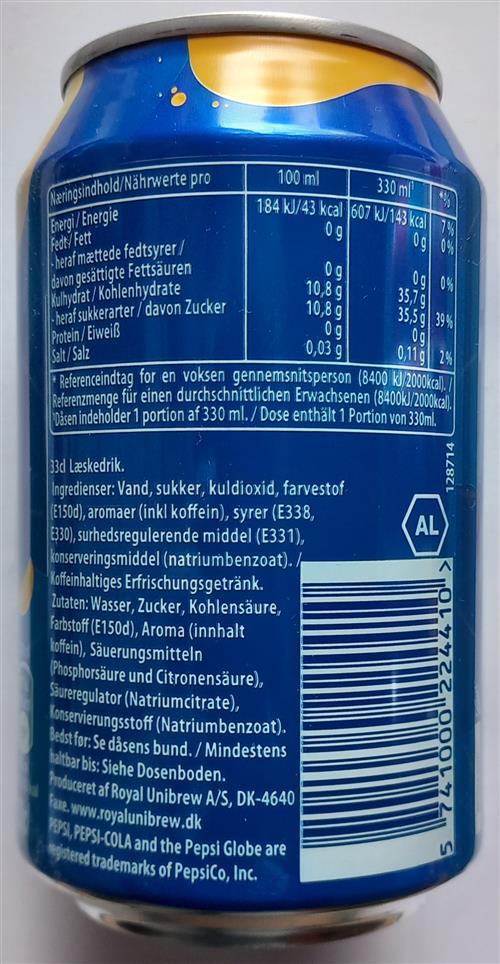 Næringsindhold/Nährwerte pro 100 ml 330 ml¹ *%
Energi/Energie 184 kJ/43 kcal 607 kJ/143 kcal 7%
Fedt/Fett 0 g 0 g 0%
- heraf mættede fedtsyrer/
davon gesättigte Fettsäuren 0 g 0 g 0%
Kulhydrat/Kohlenhydrate 10,8 g 35,7 g
- heraf sukkerarter/davon Zucker 10,8 g 35,5 g 39%
Protein/Eiweiß 0 g 0 g
Salt/Salz 0,03 g 0,11 g 2%
* Referenceindtag for en voksen gennemsnitsperson (8400 kJ/2000kcal). /
Referenzmenge für einen durchschnittlichen Erwachsenen (8400kJ/2000kcal).
¹Dåsen indeholder 1 portion af 330 ml. / Dose enthält 1 Portion von 330ml.
33cl Læskedrik.
Ingredienser: Vand, sukker, kuldioxid, farvestof
(E150d), aromaer (inkl koffein), syrer (E338,
E330), surhedsregulerende middel (E331),
konserveringsmiddel (natriumbenzoat). /
Koffeinhaltiges Erfrischungsgetränk.
Zutaten: Wasser, Zucker, Kohlensäure,
Farbstoff (E150d), Aroma (innhalt
koffein), Säuerungsmitteln
(Phosphorsäure und Citronensäure),
Säureregulator (Natriumcitrate),
Konservierungsstoff (Natriumbenzoat).
Bedst før: Se dåsens bund. / Mindestens
haltbar bis: Siehe Dosenboden.
Produceret af Royal Unibrew A/S, DK-4640
Faxe. www.royalunibrew.dk
PEPSI, PEPSI-COLA and the Pepsi Globe are
registered trademarks of PepsiCo, Inc.
128714
AL
5 741000 224410 >